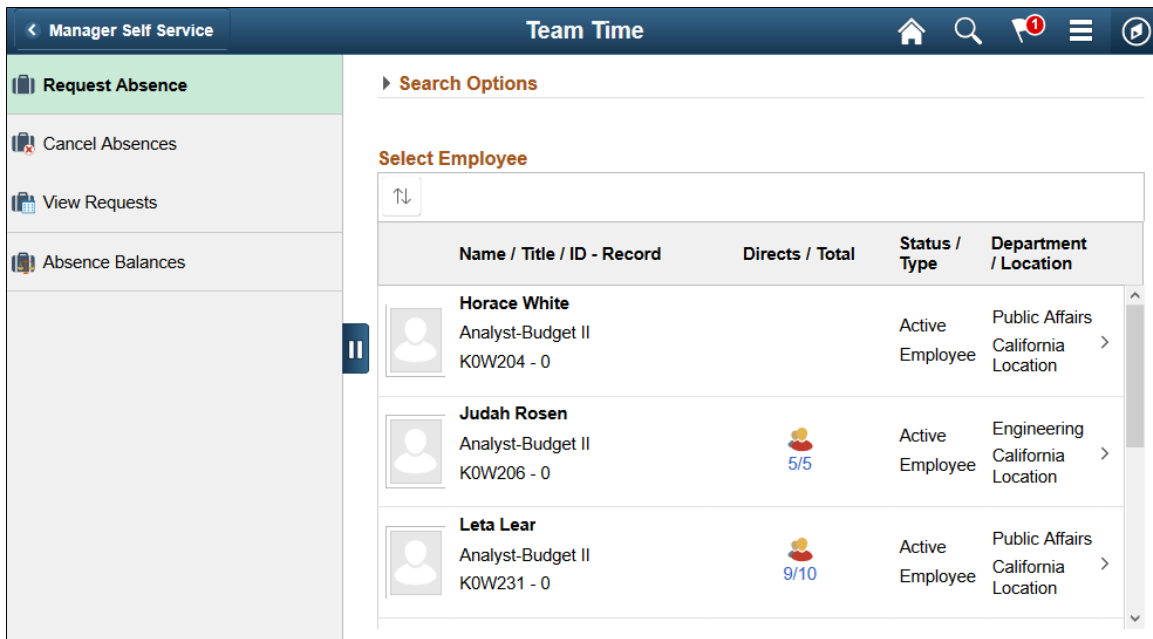 Manager Self Service
Team Time
1
Request Absence
Cancel Absences
View Requests
Absence Balances
Search Options
Select Employee
Name / Title / ID - Record
Directs / Total
Status /
Type
Department
/ Location
Horace White
Analyst-Budget II
K0W204 - 0
Active
Employee
Public Affairs
California
Location
Judah Rosen
Analyst-Budget II
K0W206 - 0
5/5
Active
Employee
Engineering
California
Location
Leta Lear
Analyst-Budget II
K0W231 - 0
9/10
Active
Employee
Public Affairs
California
Location